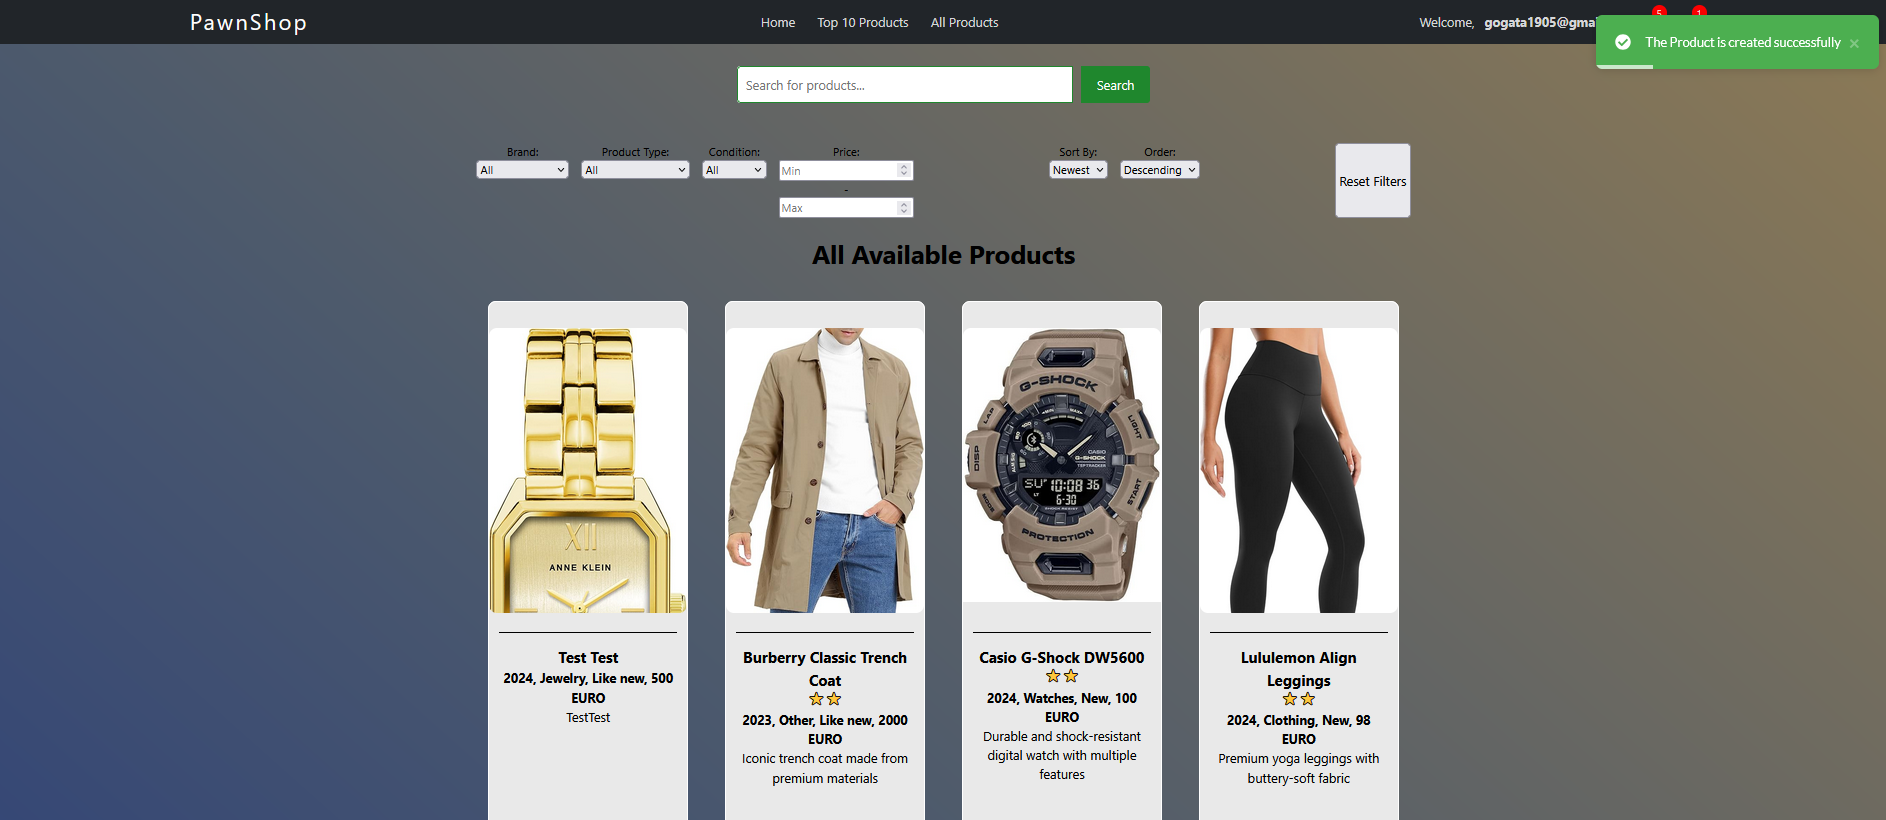 PawnShop
Home
Top 10 Products
All Products
Welcome, gogata1905@gma
5
1
The Product is created successfully
Search for products...
Search
Brand:
All
Product Type:
All
Condition:
All
Price:
Min
-
Max
Sort By:
Newest
Order:
Descending
Reset Filters
All Available Products
XII
ANNE KLEIN
Test Test
2024, Jewelry, Like new, 500
EURO
TestTest
Burberry Classic Trench
Coat
2023, Other, Like new, 2000
EURO
Iconic trench coat made from
premium materials
G-SHOCK
LAP
LIGHT
DISP
CASIO
G-SHOCK
START
MODE
SU 10:08 36
6-30
SHOCK RESIST
PROTECTION
Casio G-Shock DW5600
2024, Watches, New, 100
EURO
Durable and shock-resistant
digital watch with multiple
features
Lululemon Align
Leggings
2024, Clothing, New, 98
EURO
Premium yoga leggings with
buttery-soft fabric